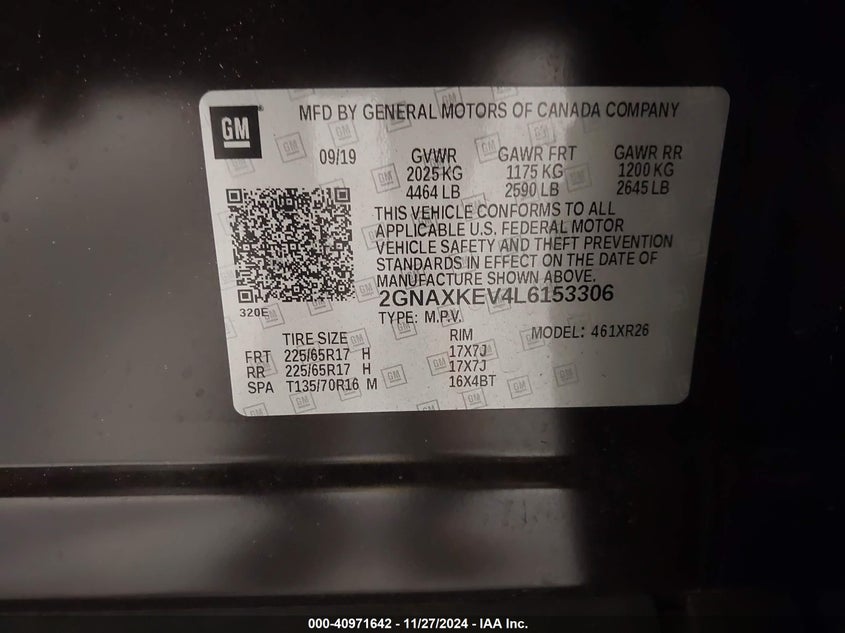 GM
MFD BY GENERAL MOTORS OF CANADA COMPANY
09/19 GVWR GAWR FRT GAWR RR
2025 KG 1175 KG 1200 KG
4464 LB 2590 LB 2645 LB
THIS VEHICLE CONFORMS TO ALL
APPLICABLE U.S. FEDERAL MOTOR
VEHICLE SAFETY AND THEFT PREVENTION
STANDARDS IN EFFECT ON THE DATE OF
MANUFACTURE SHOWN ABOVE.
2GNAXKEV4L6153306
320E
TYPE: M.P.V.
TIRE SIZE RIM MODEL: 461XR26
FRT 225/65R17 H 17X7J
RR 225/65R17 H 17X7J
SPA T135/70R16 M 16X4BT
000-40971642 - 11/27/2024 - IAA Inc.